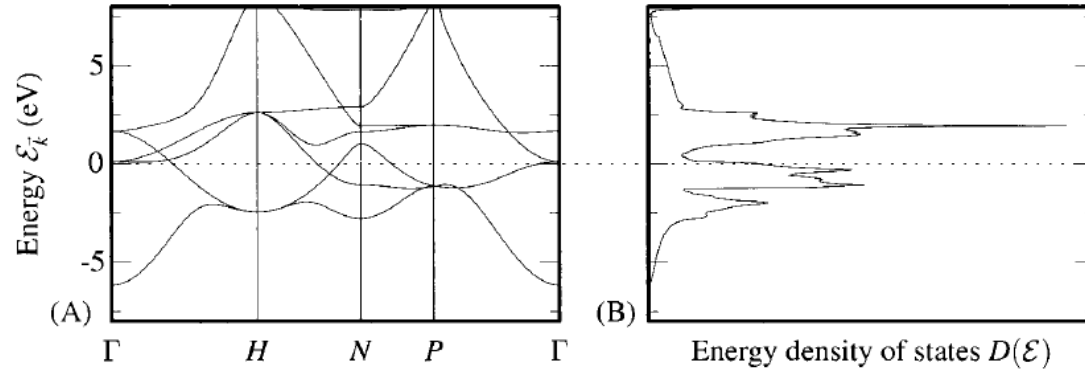 Energy ℰ_k⃗ (eV)
5
0
-5
(A)
Γ H N P Γ
(B)
Energy density of states D(ℰ)